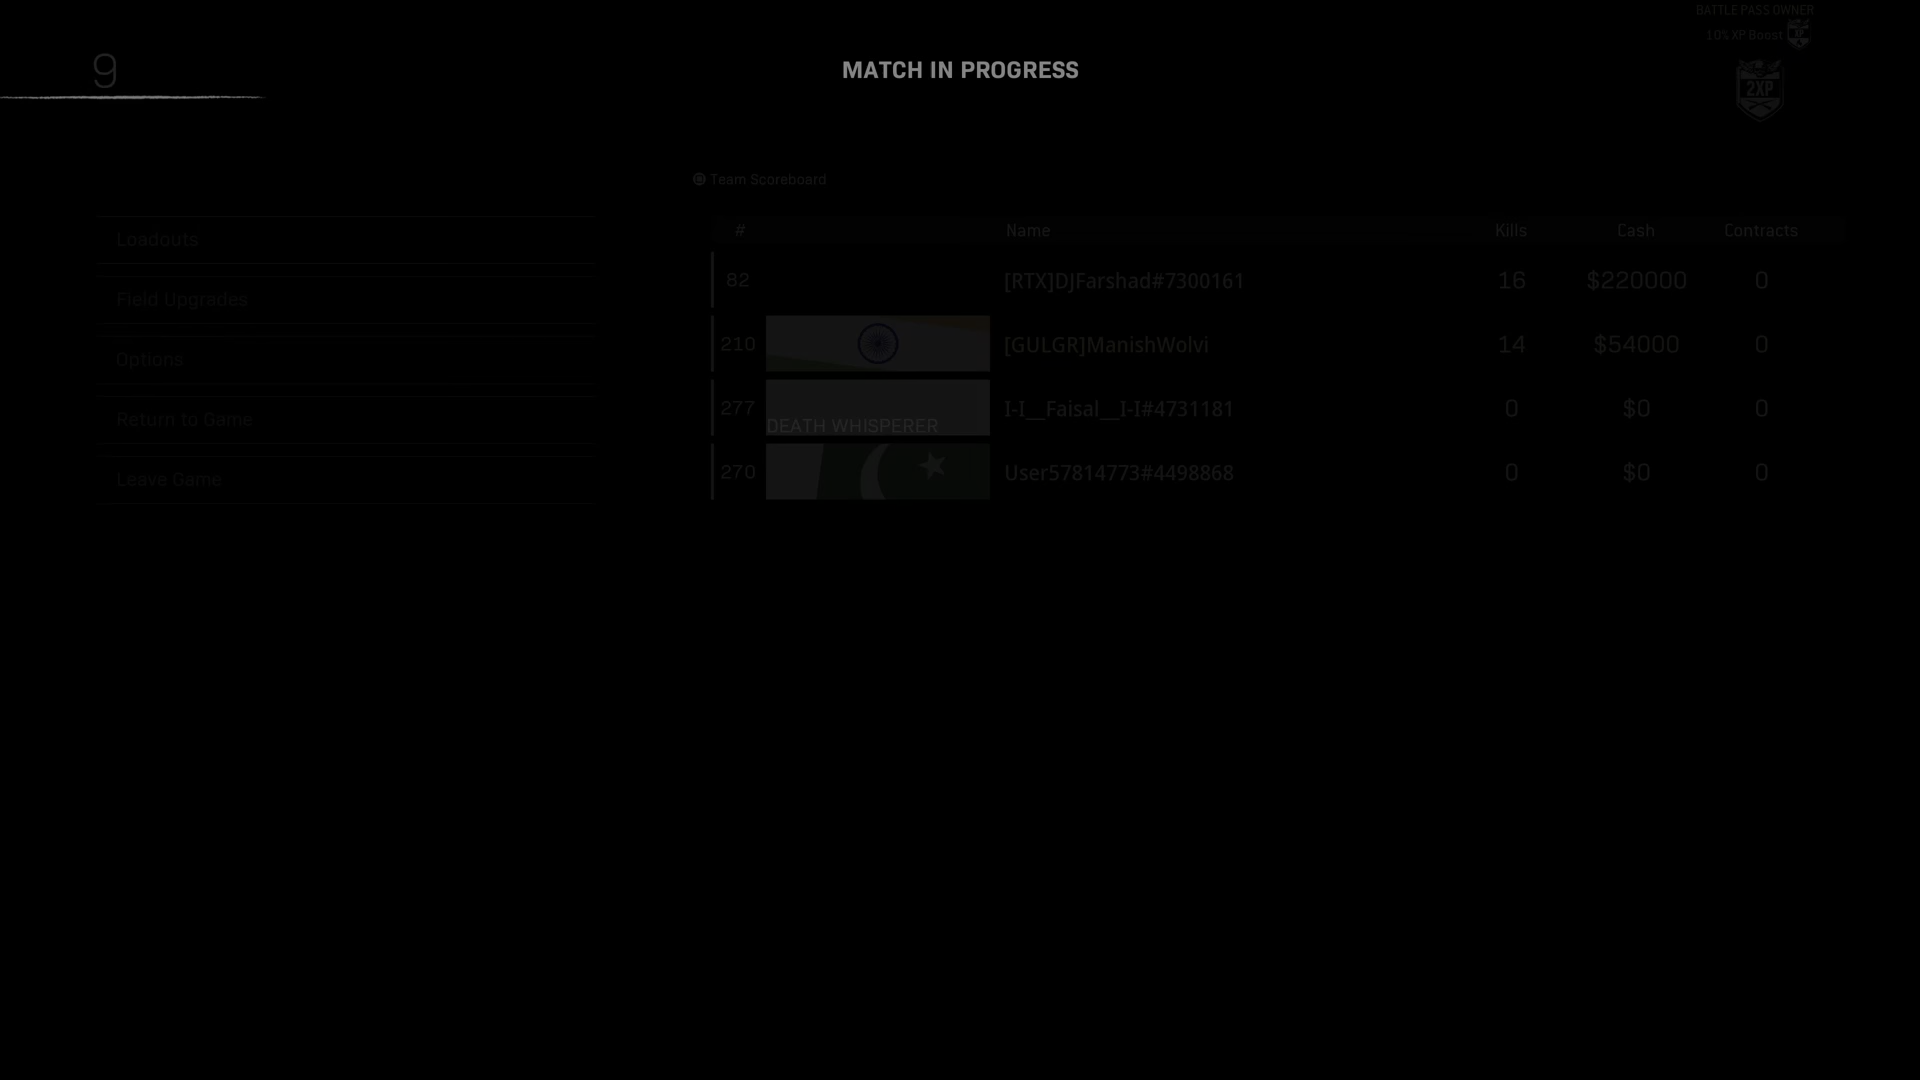 BATTLE PASS OWNER
10% XP Boost XP
9
MATCH IN PROGRESS
2XP
Team Scoreboard
Loadouts
Field Upgrades
Options
Return to Game
Leave Game
# Name Kills Cash Contracts
82 [RTX]DJFarshad#7300161 16 $220000 0
210 [GULGR]ManishWolvi 14 $54000 0
277 DEATH WHISPERER I-I__Faisal__I-I#4731181 0 $0 0
270 User57814773#4498868 0 $0 0